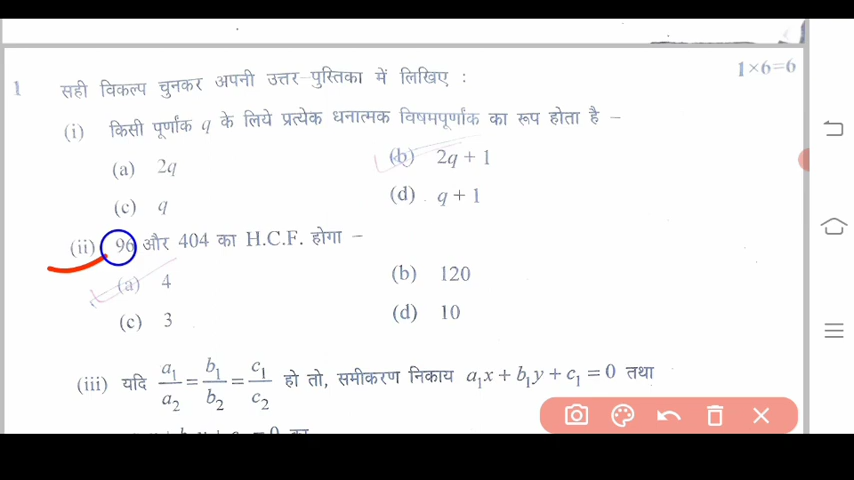 1 सही विकल्प चुनकर अपनी उत्तर पुस्तिका में लिखिए : 1×6=6
(i) किसी पूर्णांक q के लिये प्रत्येक धनात्मक विषमपूर्णांक का रूप होता है –
(a) 2q (b) 2q + 1
(c) q (d) q + 1
(ii) 96 और 404 का H.C.F. होगा –
(a) 4 (b) 120
(c) 3 (d) 10
(iii) यदि a₁/a₂ = b₁/b₂ = c₁/c₂ हो तो, समीकरण निकाय a₁x + b₁y + c₁ = 0 तथा